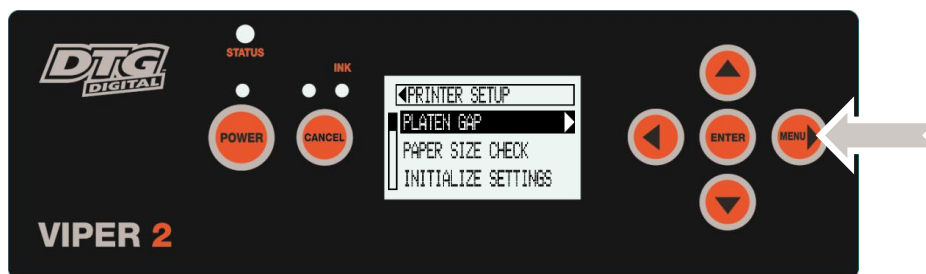 DTG
DIGITAL
STATUS
INK
POWER
CANCEL
PRINTER SETUP
PLATEN GAP
PAPER SIZE CHECK
INITIALIZE SETTINGS
ENTER
MENU
VIPER 2